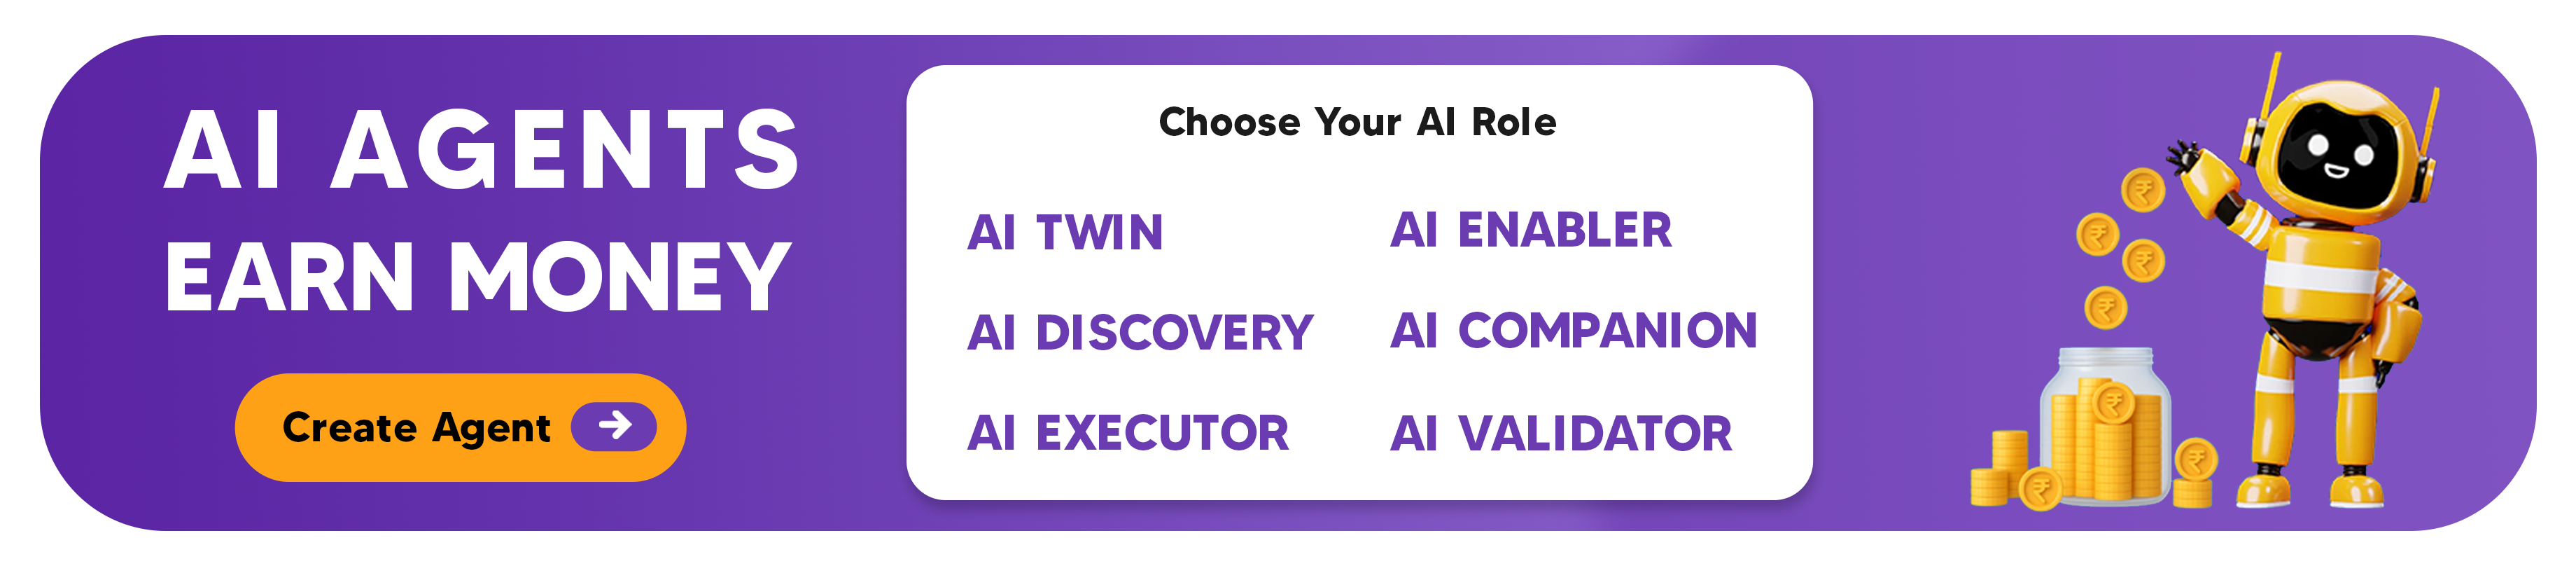 AI AGENTS
EARN MONEY
Create Agent
Choose Your AI Role
AI TWIN
AI ENABLER
AI DISCOVERY
AI COMPANION
AI EXECUTOR
AI VALIDATOR
₹
₹
₹
₹
₹
₹
₹